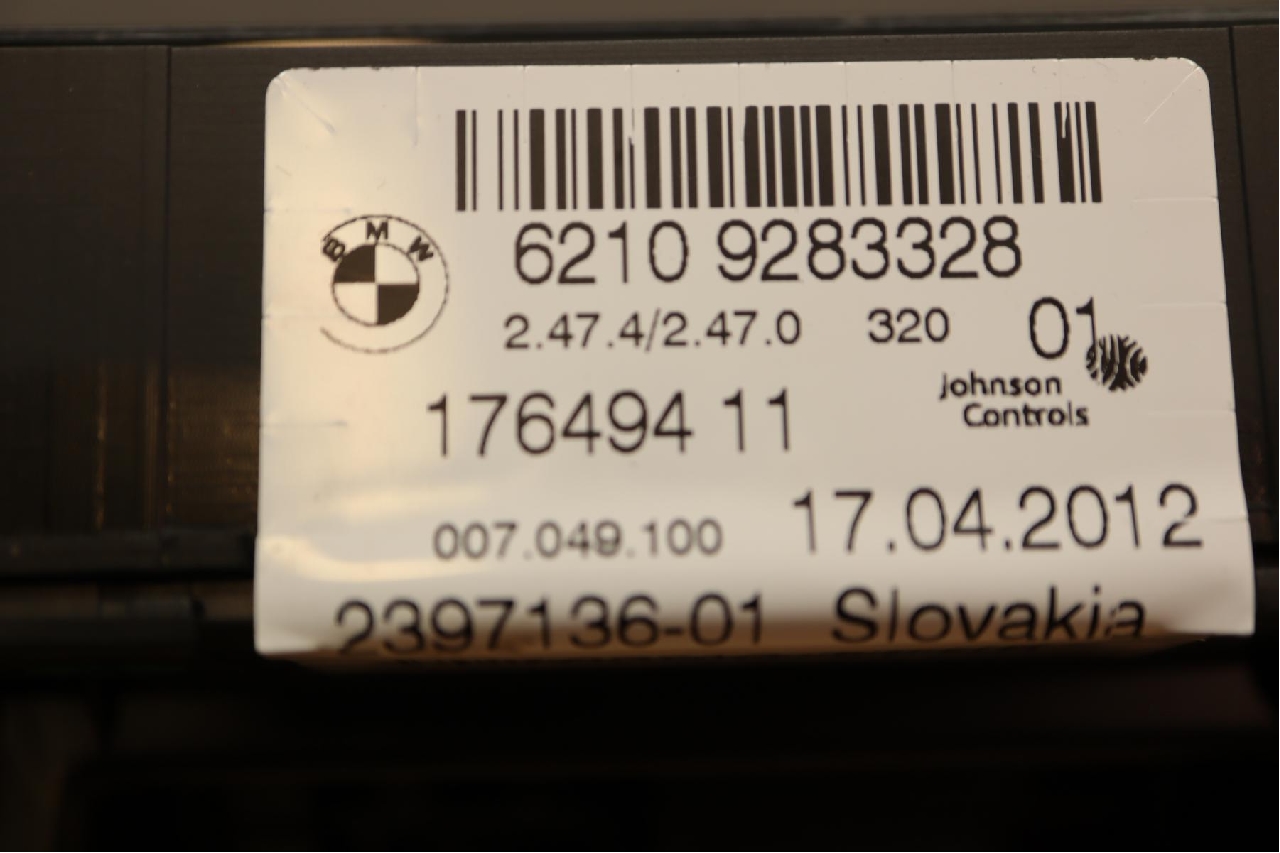 BMW
6210 9283328
2.47.4/2.47.0 320 01
Johnson
Controls
176494 11
007.049.100 17.04.2012
2397136-01 Slovakia